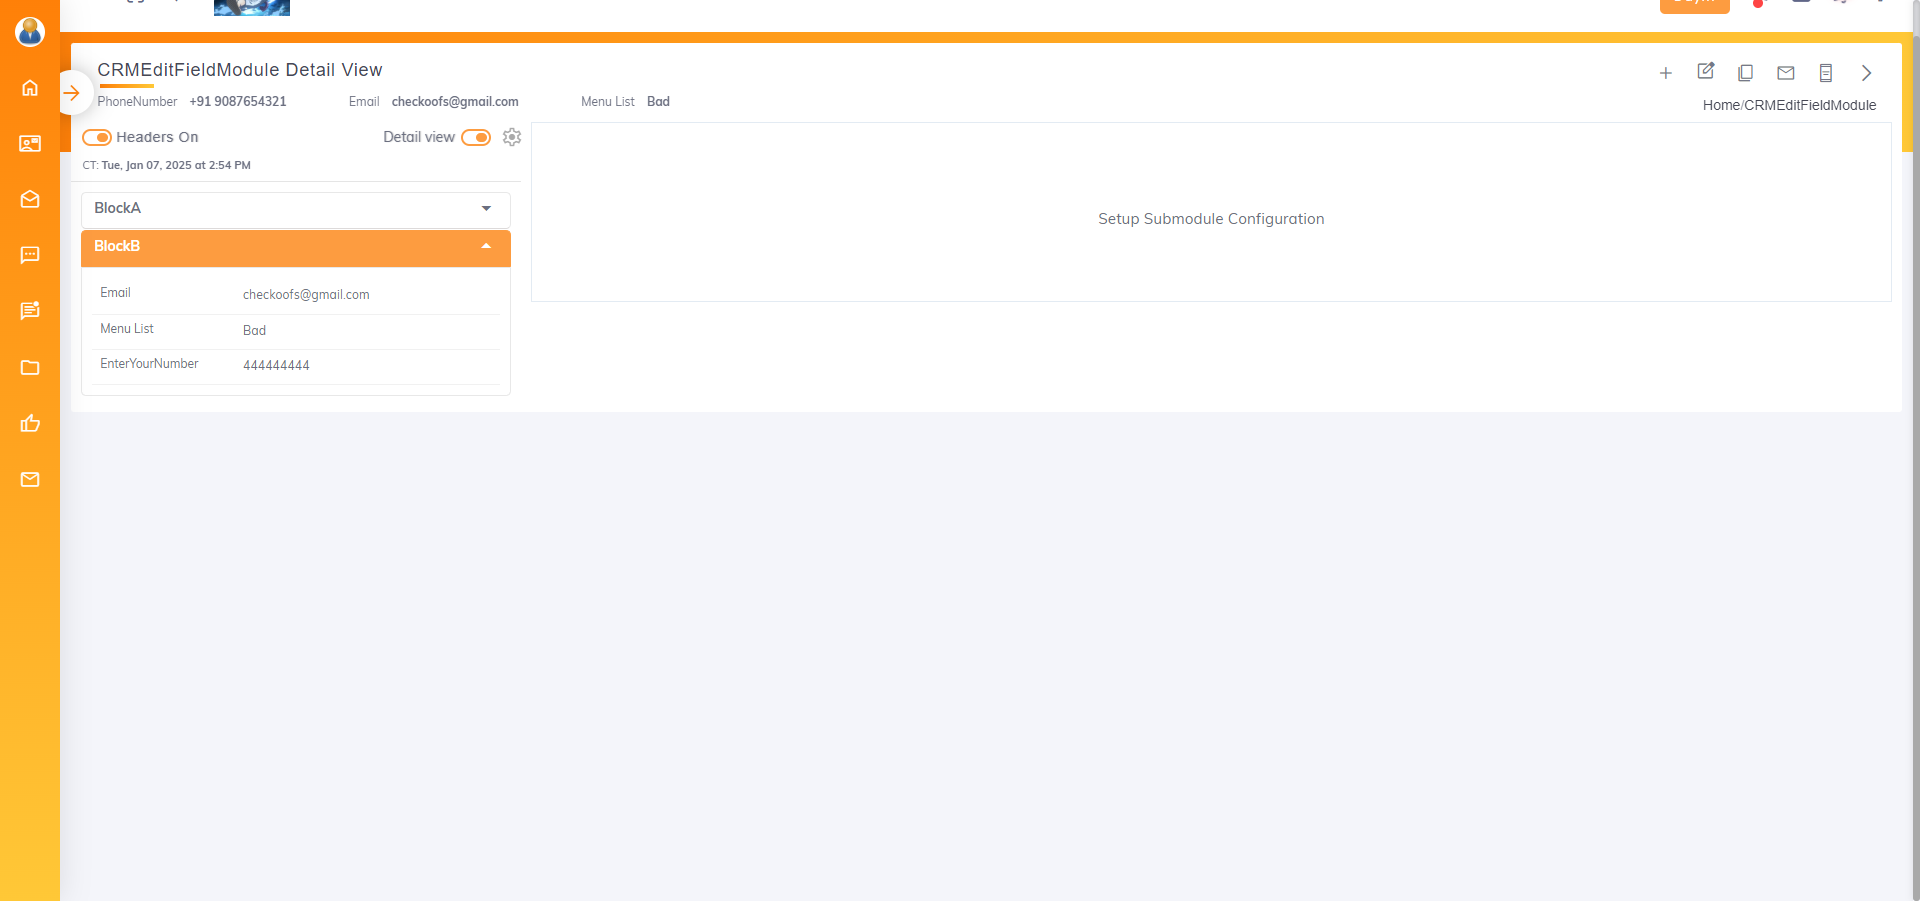 CRMEditFieldModule Detail View
PhoneNumber +91 9087654321 Email checkoofs@gmail.com Menu List Bad
Home/CRMEditFieldModule
Headers On Detail view
CT: Tue, Jan 07, 2025 at 2:54 PM
BlockA
BlockB
Email checkoofs@gmail.com
Menu List Bad
EnterYourNumber 444444444
Setup Submodule Configuration